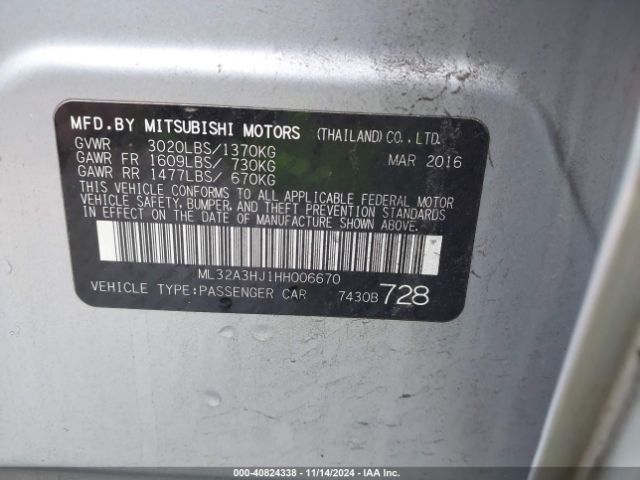 MFD.BY MITSUBISHI MOTORS (THAILAND)CO.,LTD.
GVWR 3020LBS/1370KG MAR 2016
GAWR FR 1609LBS/ 730KG
GAWR RR 1477LBS/ 670KG
THIS VEHICLE CONFORMS TO ALL APPLICABLE FEDERAL MOTOR
VEHICLE SAFETY, BUMPER, AND THEFT PREVENTION STANDARDS
IN EFFECT ON THE DATE OF MANUFACTURE SHOWN ABOVE.
ML32A3HJ1HH006670
VEHICLE TYPE:PASSENGER CAR 7430B 728
000-40824338 - 11/14/2024 - IAA Inc.